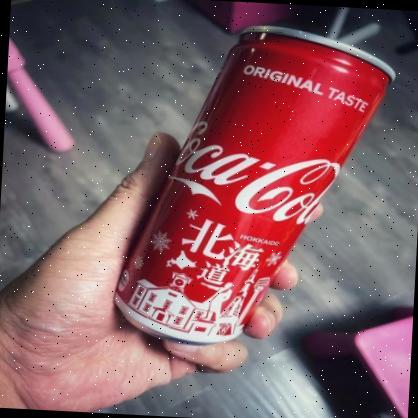 ORIGINAL TASTE
Coca-Cola
HOKKAIDO
北海
道